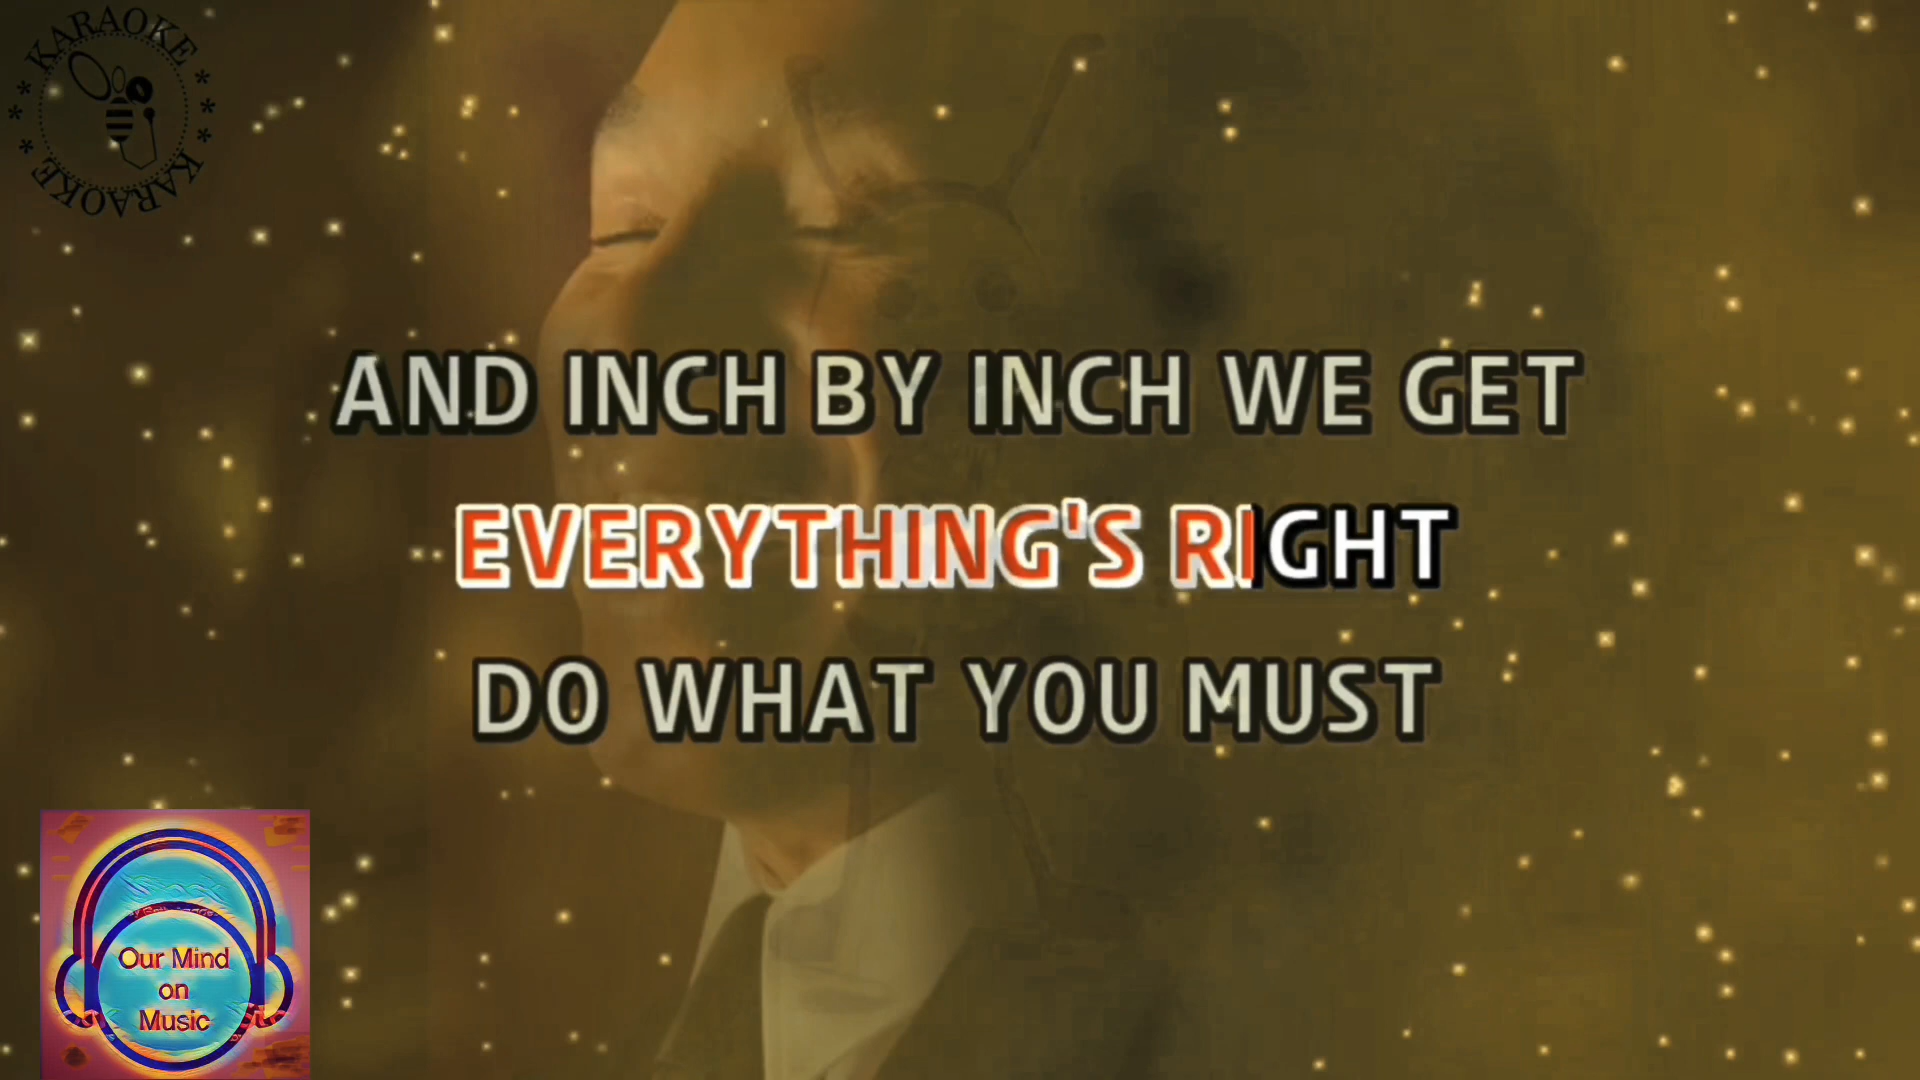 KARAOKE
KARAOKE
AND INCH BY INCH WE GET
EVERYTHING'S RIGHT
DO WHAT YOU MUST
Our Mind
on
Music